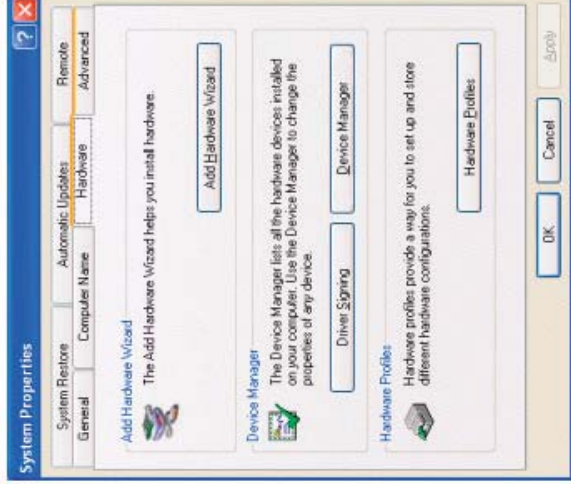 System Properties
System Restore Automatic Updates Remote
General Computer Name Hardware Advanced
Add Hardware Wizard
The Add Hardware Wizard helps you install hardware.
Add Hardware Wizard
Device Manager
The Device Manager lists all the hardware devices installed
on your computer. Use the Device Manager to change the
properties of any device.
Driver Signing Device Manager
Hardware Profiles
Hardware profiles provide a way for you to set up and store
different hardware configurations.
Hardware Profiles
OK Cancel Apply